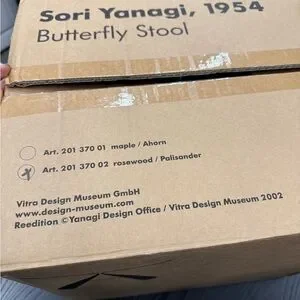 Sori Yanagi, 1954
Butterfly Stool
Art. 201 370 01 maple / Ahorn
Art. 201 370 02 rosewood / Palisander
Vitra Design Museum GmbH
www.design-museum.com
Reedition ©Yanagi Design Office / Vitra Design Museum 2002